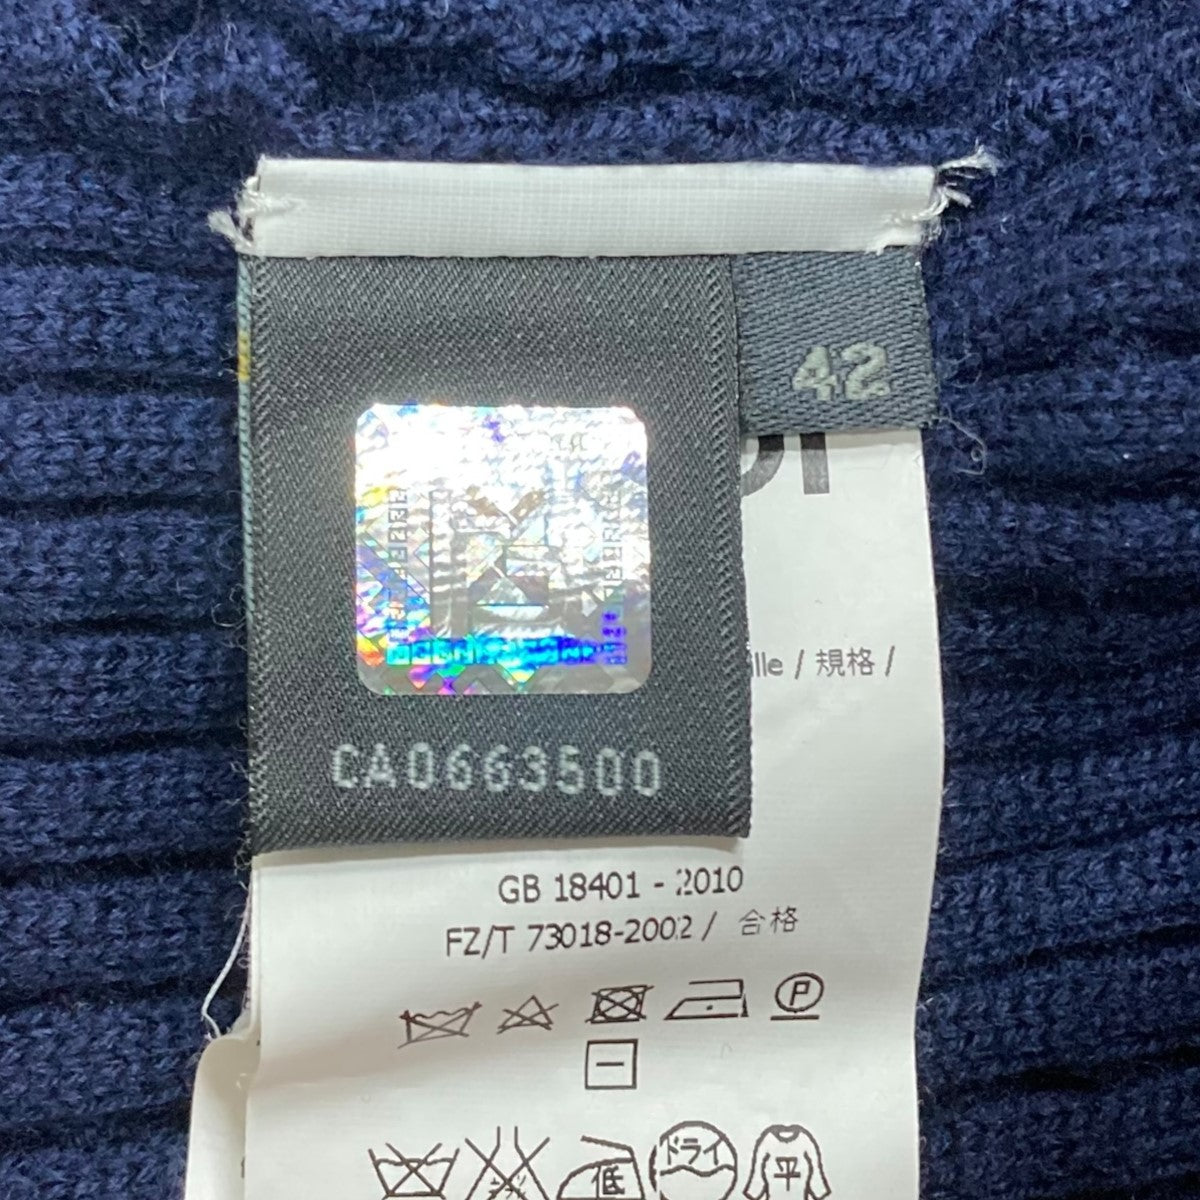 42
ille / 規格 /
CA0663500
GB 18401 - 2010
FZ/T 73018-2002 / 合格
P
低 ドライ 平